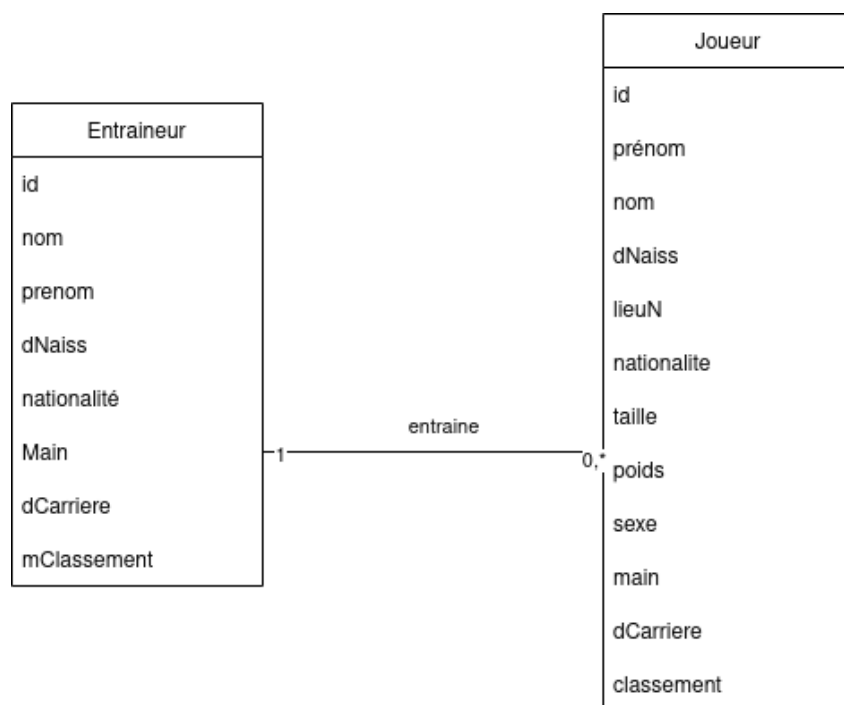 Entraineur
id
nom
prenom
dNaiss
nationalité
Main
dCarriere
mClassement
1
entraine
0,*
Joueur
id
prénom
nom
dNaiss
lieuN
nationalite
taille
poids
sexe
main
dCarriere
classement